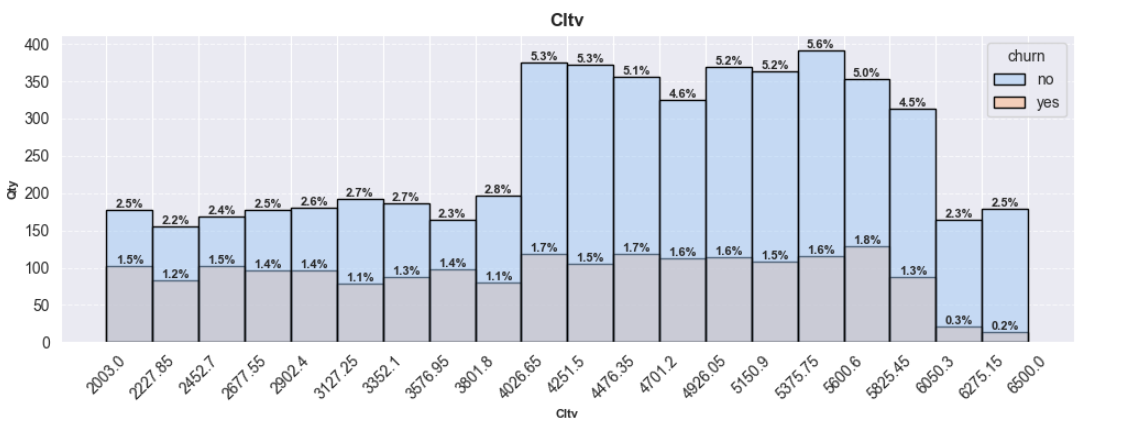 Cltv
400
350
300
250
200
150
100
50
0
Qty
churn
no
yes
2.5% 2.2% 2.4% 2.5% 2.6% 2.7% 2.7% 2.3% 2.8% 5.3% 5.3% 5.1% 4.6% 5.2% 5.2% 5.6% 5.0% 4.5% 2.3% 2.5%
1.5% 1.2% 1.5% 1.4% 1.4% 1.1% 1.3% 1.4% 1.1% 1.7% 1.5% 1.7% 1.6% 1.6% 1.5% 1.6% 1.8% 1.3% 0.3% 0.2%
2003.0 2227.85 2452.7 2677.55 2902.4 3127.25 3352.1 3576.95 3801.8 4026.65 4251.5 4476.35 4701.2 4926.05 5150.9 5375.75 5600.6 5825.45 6050.3 6275.15 6500.0
Cltv